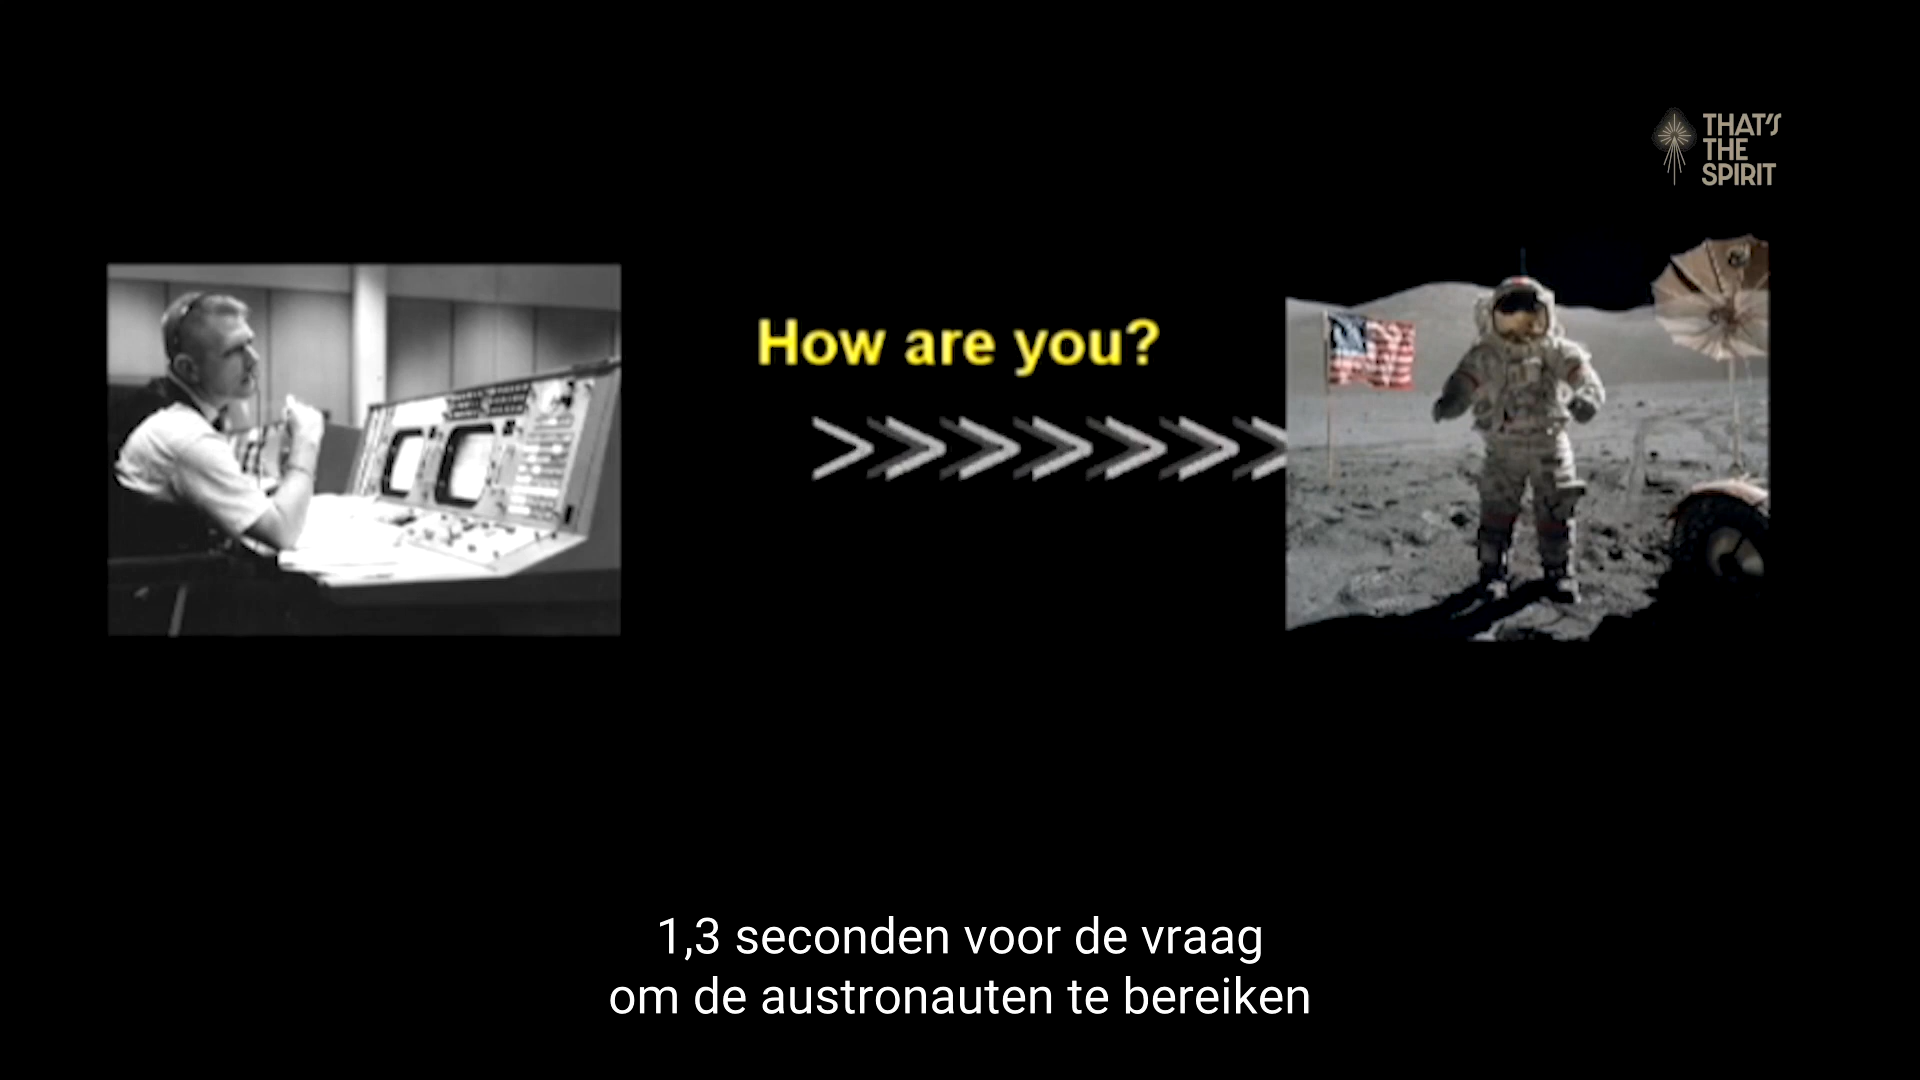 THAT'S
THE
SPIRIT
How are you?
1,3 seconden voor de vraag
om de austronauten te bereiken